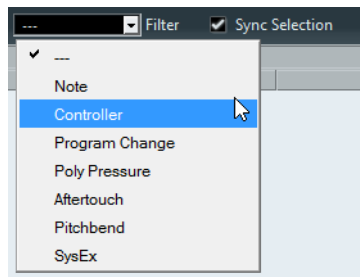 --- Filter Sync Selection
---
Note
Controller
Program Change
Poly Pressure
Aftertouch
Pitchbend
SysEx